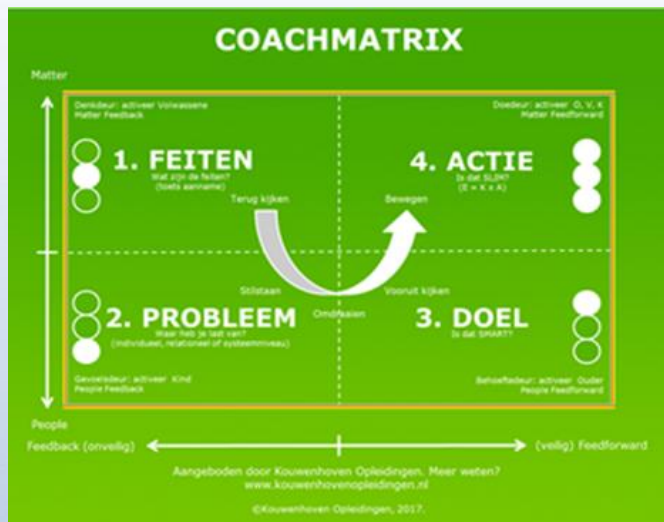 COACHMATRIX
Matter
Denkdeur: activeer Volwassene
Matter Feedback
Doedeur: activeer O, V, K
Matter Feedforward
1. FEITEN
Wat zijn de feiten?
(toets aanname)
4. ACTIE
Is dat SLIM?
(E = K x A)
Terug kijken
Bewegen
Stilstaan
Vooruit kijken
Omdraaien
2. PROBLEEM
Waar heb je last van?
(individueel, relationeel of systeemniveau)
3. DOEL
Is dat SMART?
Gevoelsdeur: activeer Kind
People Feedback
Behoeftedeur: activeer Ouder
People Feedforward
People
Feedback (onveilig)
(veilig) Feedforward
Aangeboden door Kouwenhoven Opleidingen. Meer weten?
www.kouwenhovenopleidingen.nl
©Kouwenhoven Opleidingen, 2017.